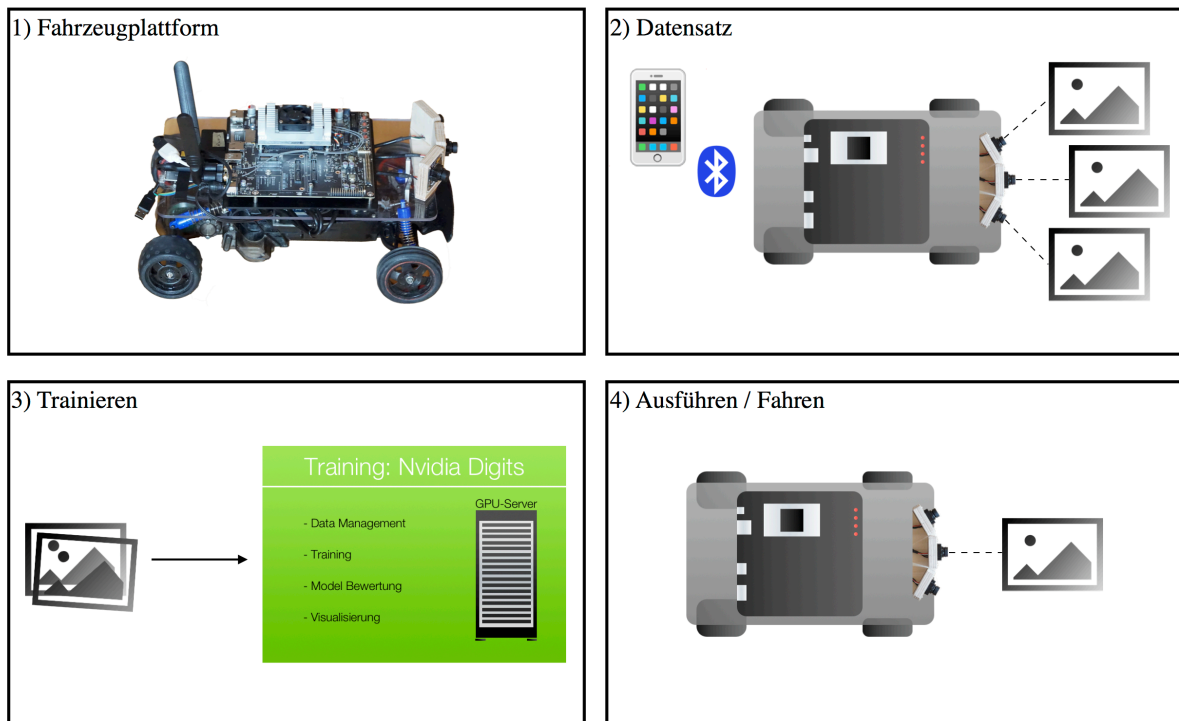 1) Fahrzeugplattform
2) Datensatz
3) Trainieren
Training: Nvidia Digits
GPU-Server
- Data Management
- Training
- Model Bewertung
- Visualisierung
4) Ausführen / Fahren